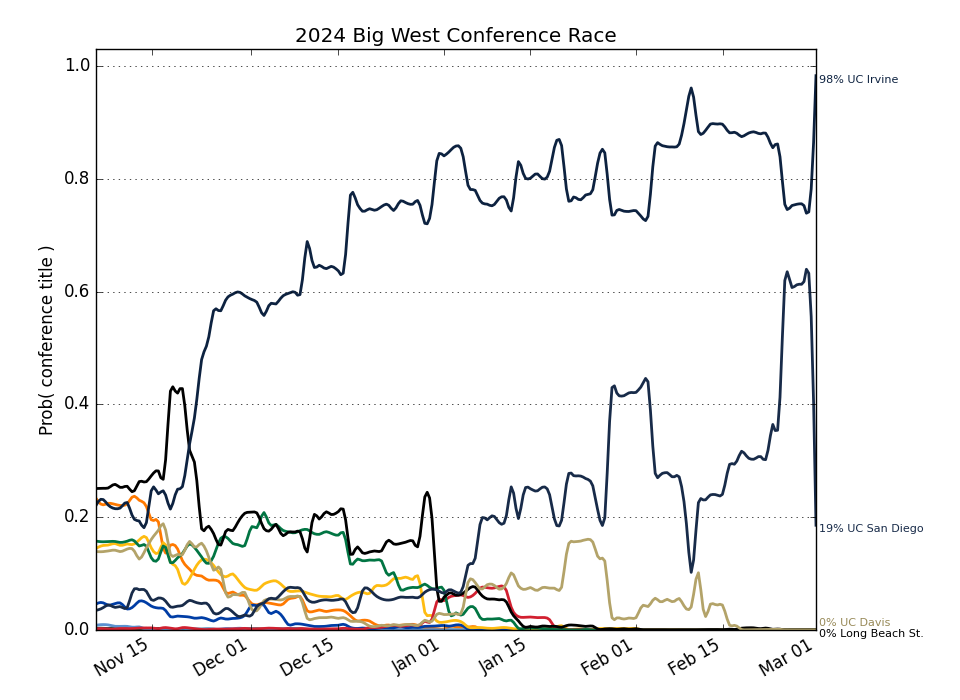 2024 Big West Conference Race
Prob( conference title )
1.0
0.8
0.6
0.4
0.2
0.0
Nov 15
Dec 01
Dec 15
Jan 01
Jan 15
Feb 01
Feb 15
Mar 01
98% UC Irvine
19% UC San Diego
0% UC Davis
0% Long Beach St.